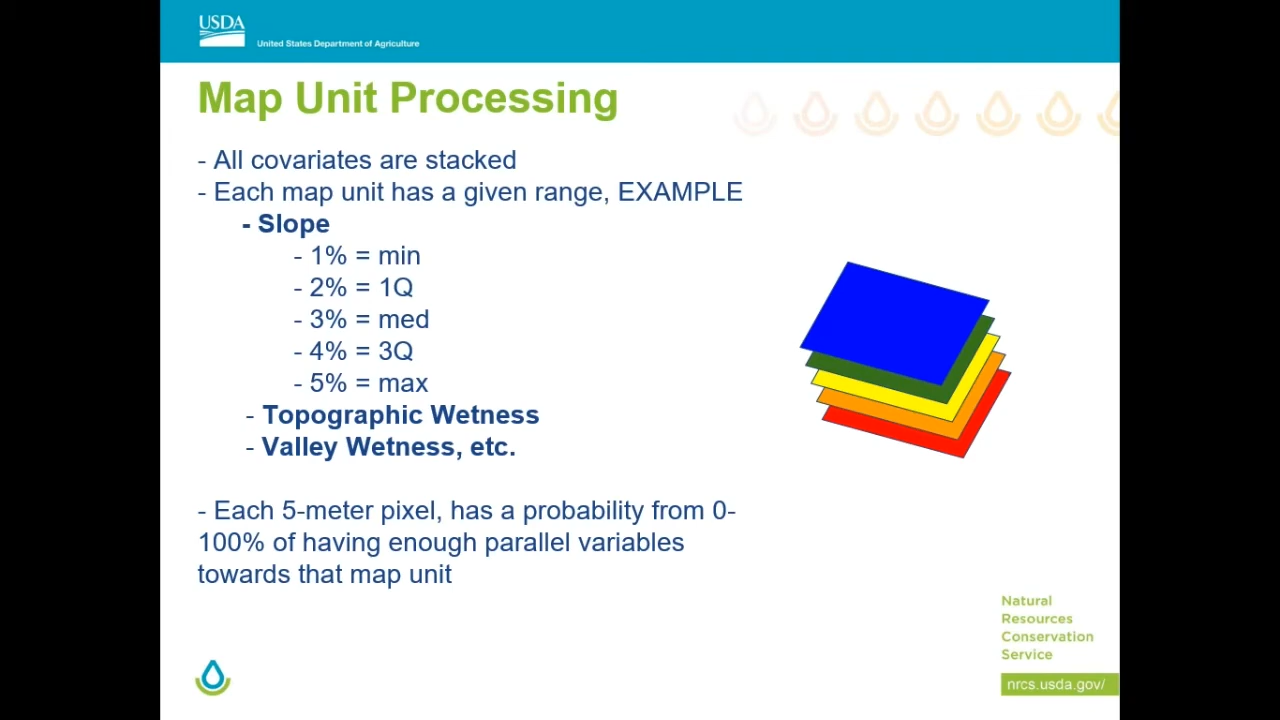 USDA
United States Department of Agriculture
Map Unit Processing
- All covariates are stacked
- Each map unit has a given range, EXAMPLE
- Slope
- 1% = min
- 2% = 1Q
- 3% = med
- 4% = 3Q
- 5% = max
- Topographic Wetness
- Valley Wetness, etc.
- Each 5-meter pixel, has a probability from 0-
100% of having enough parallel variables
towards that map unit
Natural
Resources
Conservation
Service
nrcs.usda.gov/